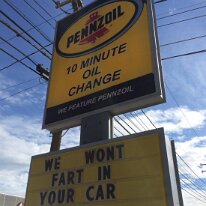 PENNZOIL
10 MINUTE
OIL
CHANGE
WE FEATURE PENNZOIL
WE WONT
FART IN
YOUR CAR